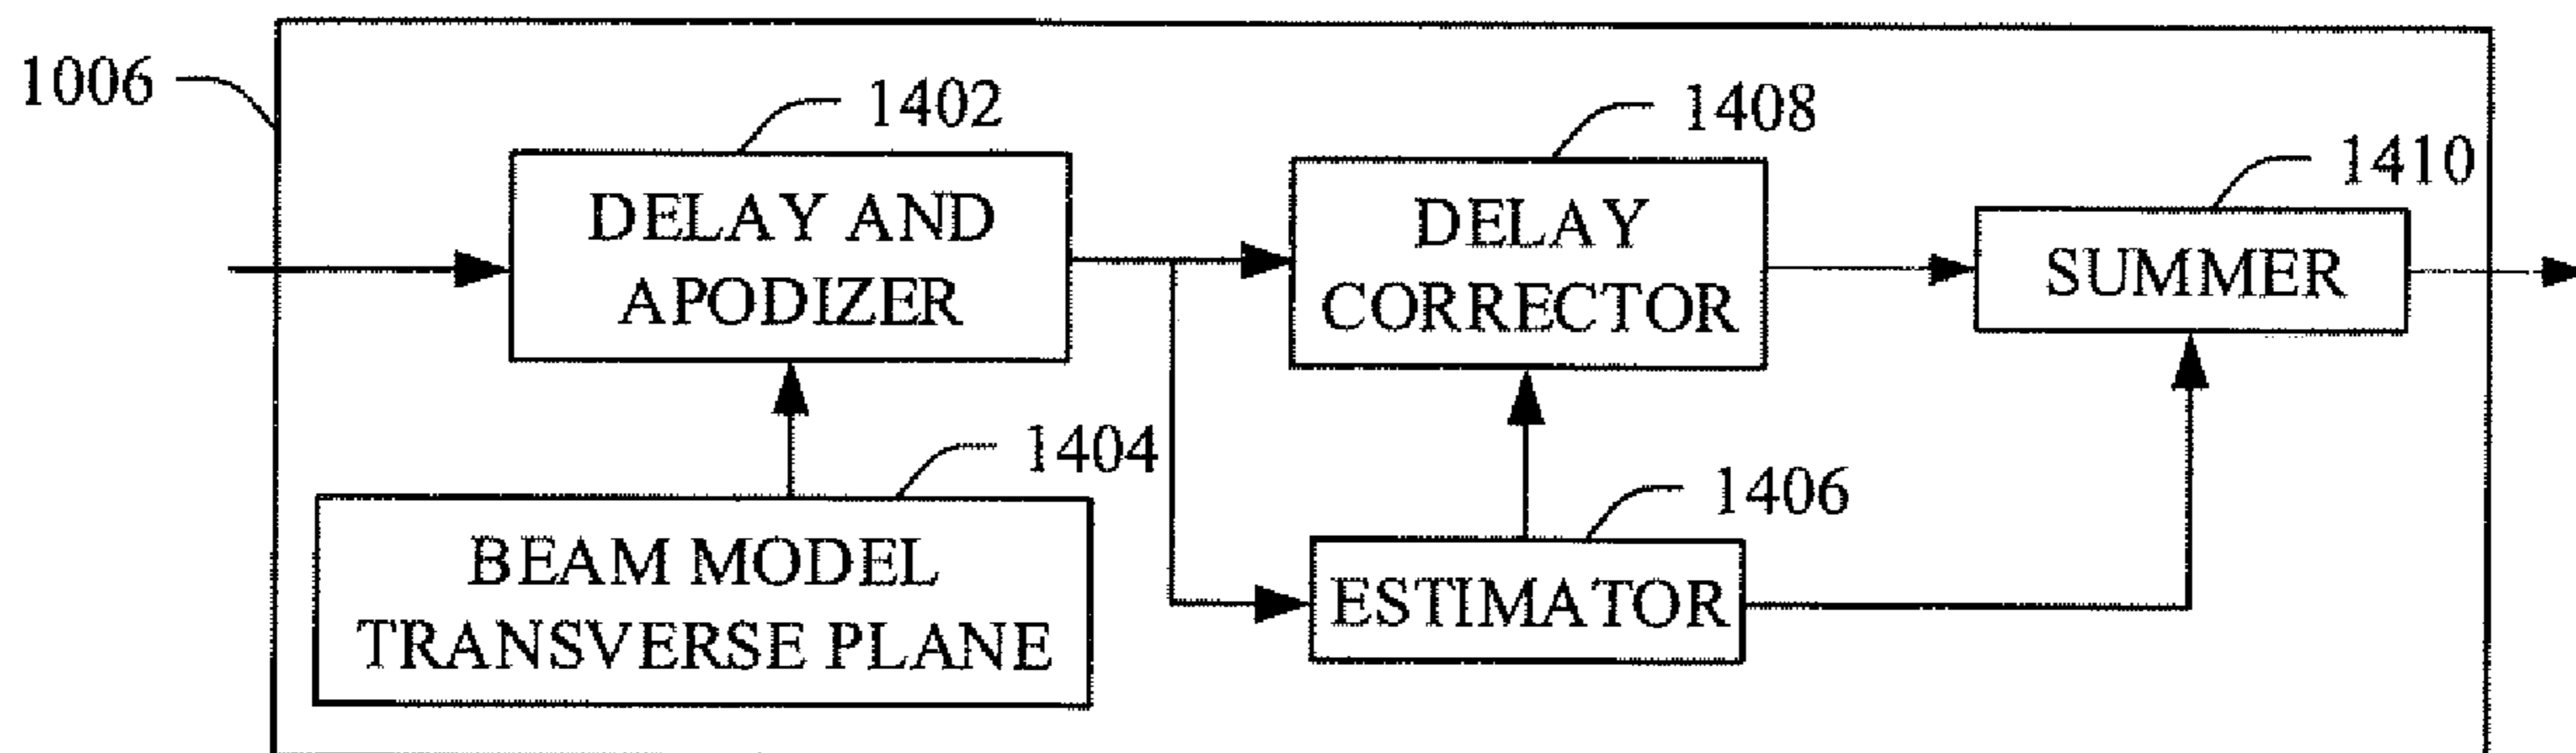 1006
1402
1408
1410
DELAY AND
APODIZER
DELAY
CORRECTOR
SUMMER
1404
1406
BEAM MODEL
TRANSVERSE PLANE
ESTIMATOR